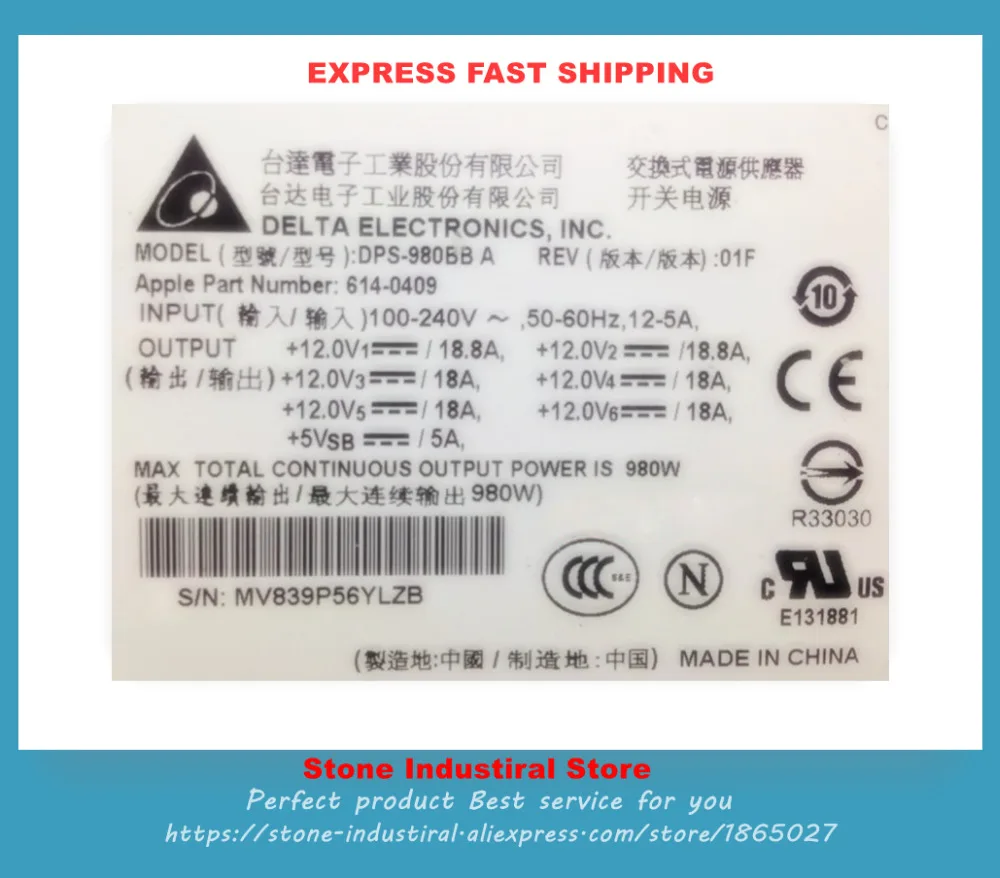 EXPRESS FAST SHIPPING
C
台達電子工業股份有限公司 交換式電源供應器
台达电子工业股份有限公司 开关电源
DELTA ELECTRONICS, INC.
MODEL (型號/型号):DPS-980BB A REV (版本/版本):01F
Apple Part Number: 614-0409
INPUT( 輸入/ 输入 )100-240V ~ ,50-60Hz,12-5A,
OUTPUT +12.0V1⎓ / 18.8A, +12.0V2 ⎓ /18.8A,
(輸出/输出) +12.0V3⎓ / 18A, +12.0V4 ⎓ / 18A,
+12.0V5 ⎓ / 18A, +12.0V6⎓ / 18A,
+5VSB ⎓ / 5A,
MAX TOTAL CONTINUOUS OUTPUT POWER IS 980W
(最大連續輸出/最大连续输出 980W)
10
CE
R33030
S/N: MV839P56YLZB
CCC S&E
N
C RU US
E131881
(製造地:中國 / 制造地:中国) MADE IN CHINA
Stone Industiral Store
Perfect product Best service for you
https://stone-industiral.aliexpress.com/store/1865027